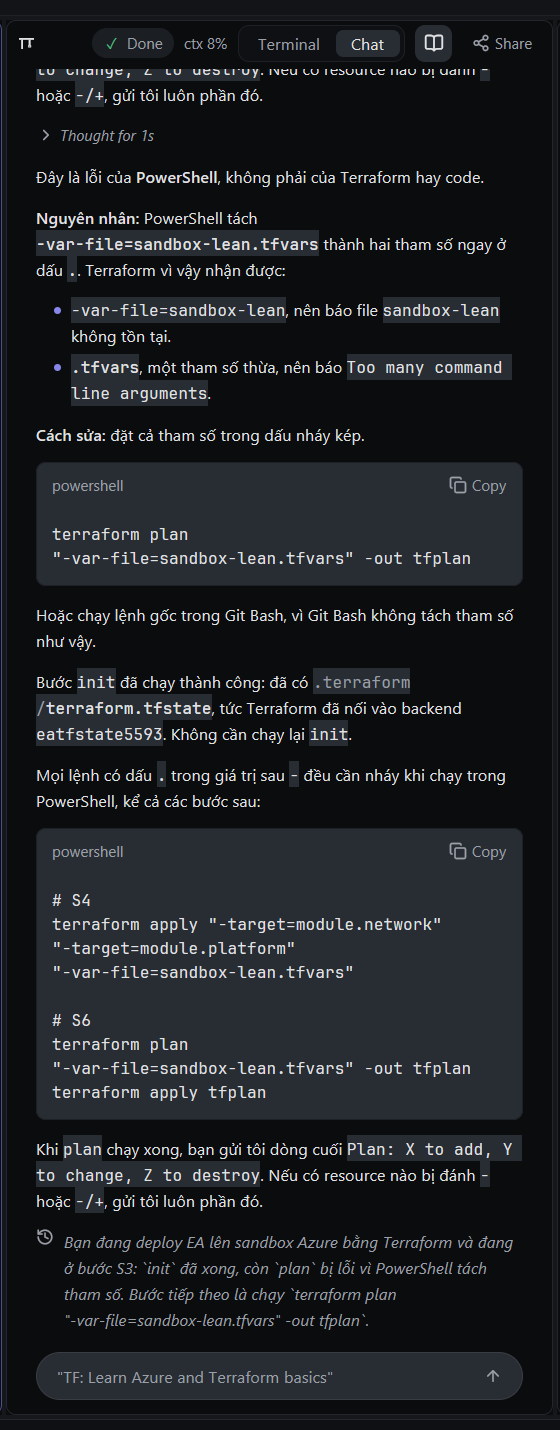 Done ctx 8% Terminal Chat Share
to change, Z to destroy. Nếu có resource nào bị đánh -
hoặc -/+, gửi tôi luôn phần đó.
Thought for 1s
Đây là lỗi của PowerShell, không phải của Terraform hay code.
Nguyên nhân: PowerShell tách
-var-file=sandbox-lean.tfvars thành hai tham số ngay ở
dấu .. Terraform vì vậy nhận được:
-var-file=sandbox-lean, nên báo file sandbox-lean
không tồn tại.
.tfvars, một tham số thừa, nên báo Too many command
line arguments.
Cách sửa: đặt cả tham số trong dấu nháy kép.
powershell Copy
terraform plan
"-var-file=sandbox-lean.tfvars" -out tfplan
Hoặc chạy lệnh gốc trong Git Bash, vì Git Bash không tách tham số
như vậy.
Bước init đã chạy thành công: đã có .terraform
/terraform.tfstate, tức Terraform đã nối vào backend
eatfstate5593. Không cần chạy lại init.
Mọi lệnh có dấu . trong giá trị sau - đều cần nháy khi chạy trong
PowerShell, kể cả các bước sau:
powershell Copy
# S4
terraform apply "-target=module.network"
"-target=module.platform"
"-var-file=sandbox-lean.tfvars"
# S6
terraform plan
"-var-file=sandbox-lean.tfvars" -out tfplan
terraform apply tfplan
Khi plan chạy xong, bạn gửi tôi dòng cuối Plan: X to add, Y
to change, Z to destroy. Nếu có resource nào bị đánh -
hoặc -/+, gửi tôi luôn phần đó.
Bạn đang deploy EA lên sandbox Azure bằng Terraform và đang
ở bước S3: `init` đã xong, còn `plan` bị lỗi vì PowerShell tách
tham số. Bước tiếp theo là chạy `terraform plan
"-var-file=sandbox-lean.tfvars" -out tfplan`.
"TF: Learn Azure and Terraform basics"